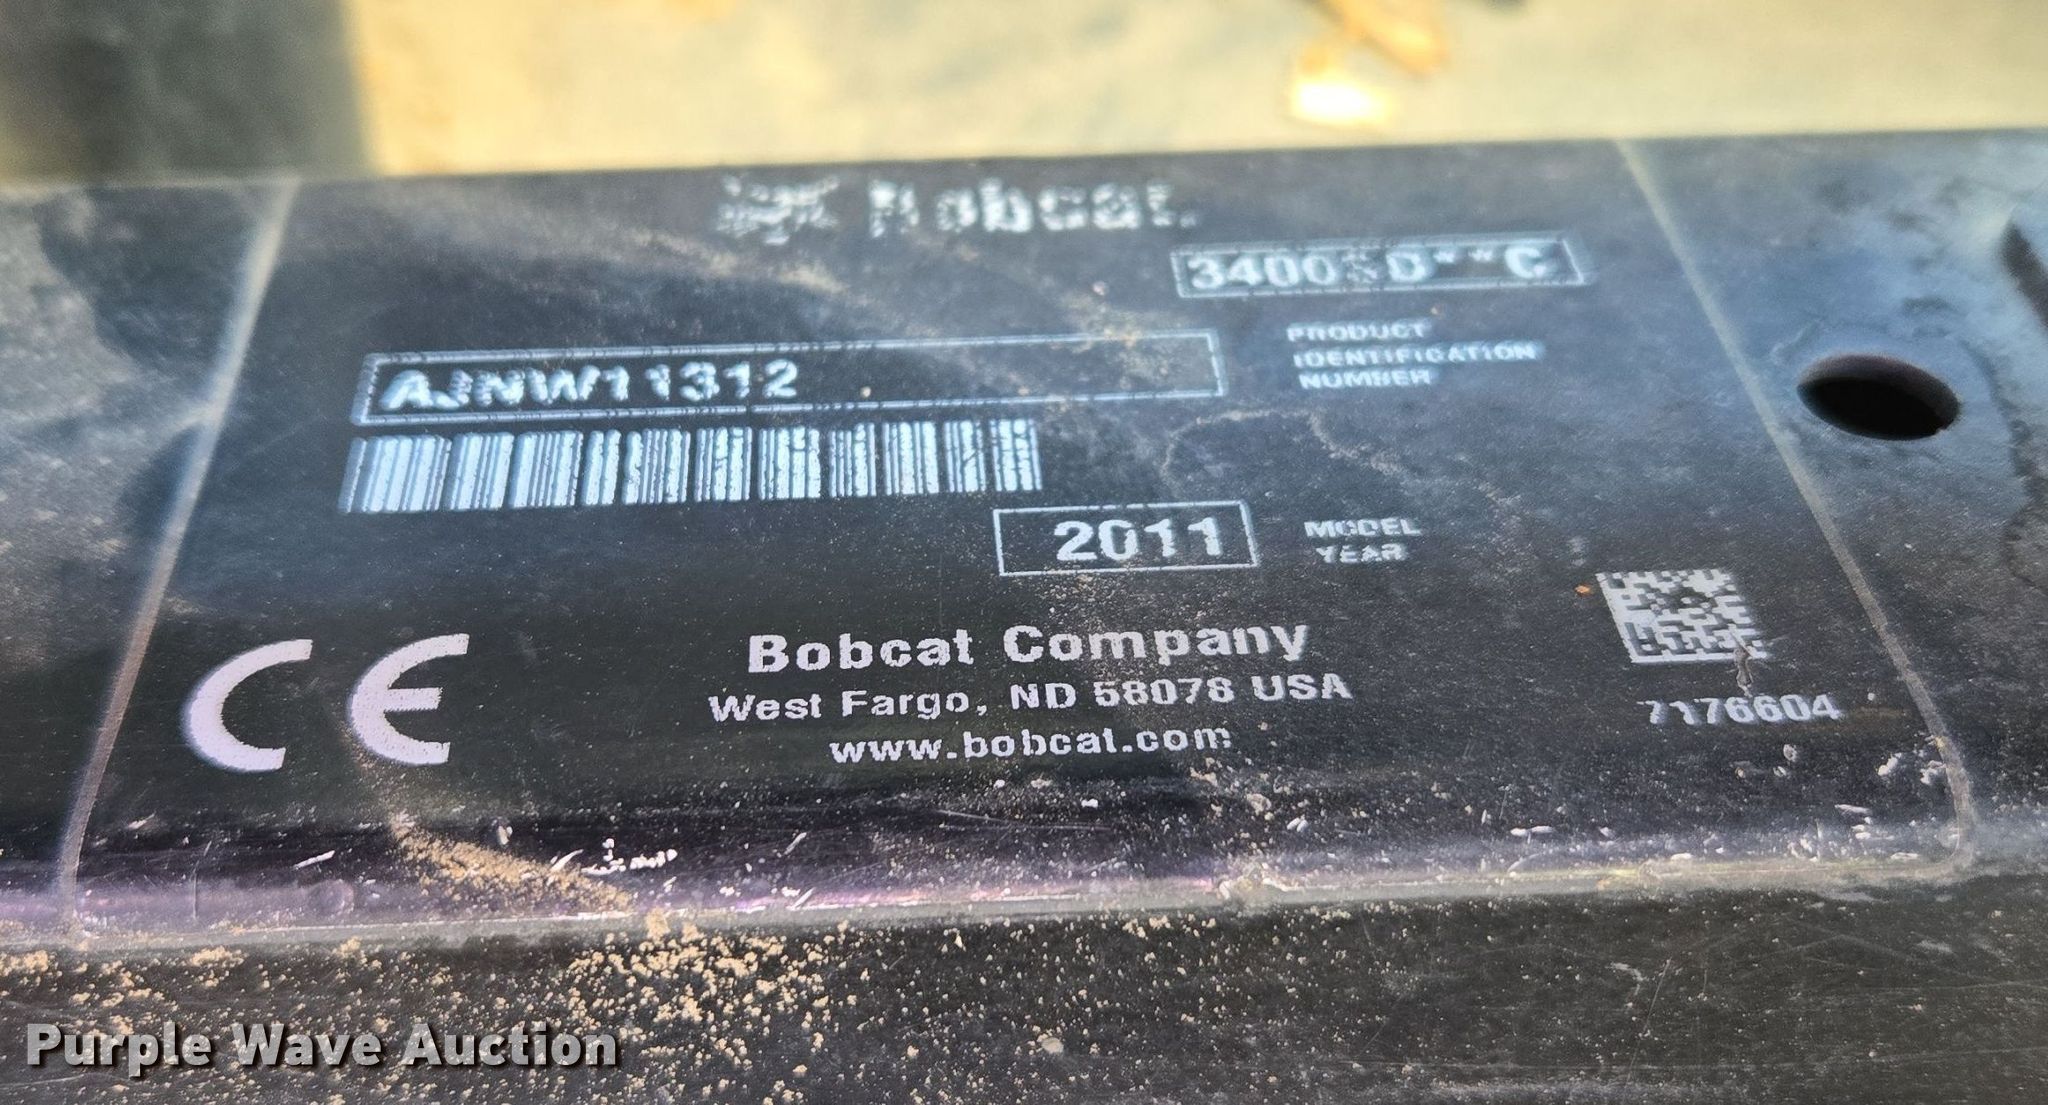 Bobcat.
3400XD**C
AJNW11312
PRODUCT
IDENTIFICATION
NUMBER
2011
MODEL
YEAR
CE
Bobcat Company
West Fargo, ND 58078 USA
www.bobcat.com
7176604
Purple Wave Auction